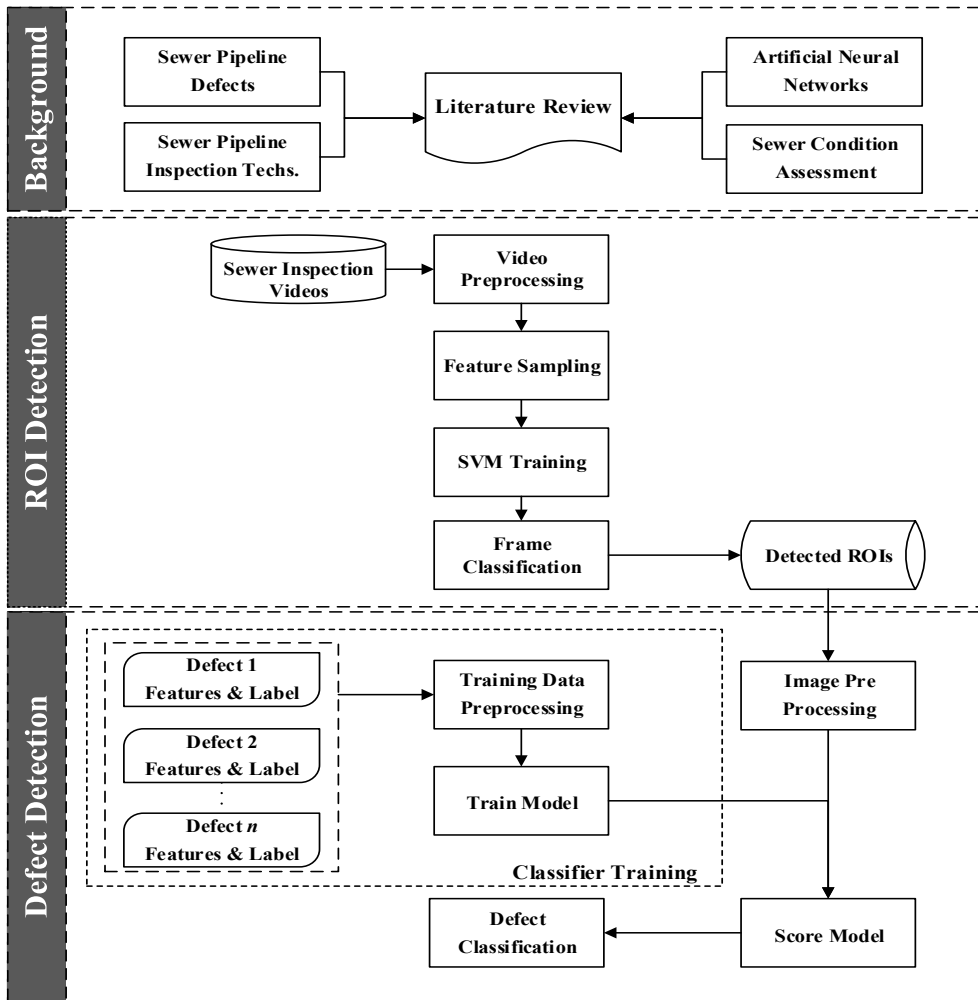 Background
Sewer Pipeline
Defects
Sewer Pipeline
Inspection Techs.
Literature Review
Artificial Neural
Networks
Sewer Condition
Assessment
ROI Detection
Sewer Inspection
Videos
Video
Preprocessing
Feature Sampling
SVM Training
Frame
Classification
Detected ROIs
Defect Detection
Defect 1
Features & Label
Defect 2
Features & Label
⋮
Defect n
Features & Label
Training Data
Preprocessing
Train Model
Classifier Training
Image Pre
Processing
Score Model
Defect
Classification